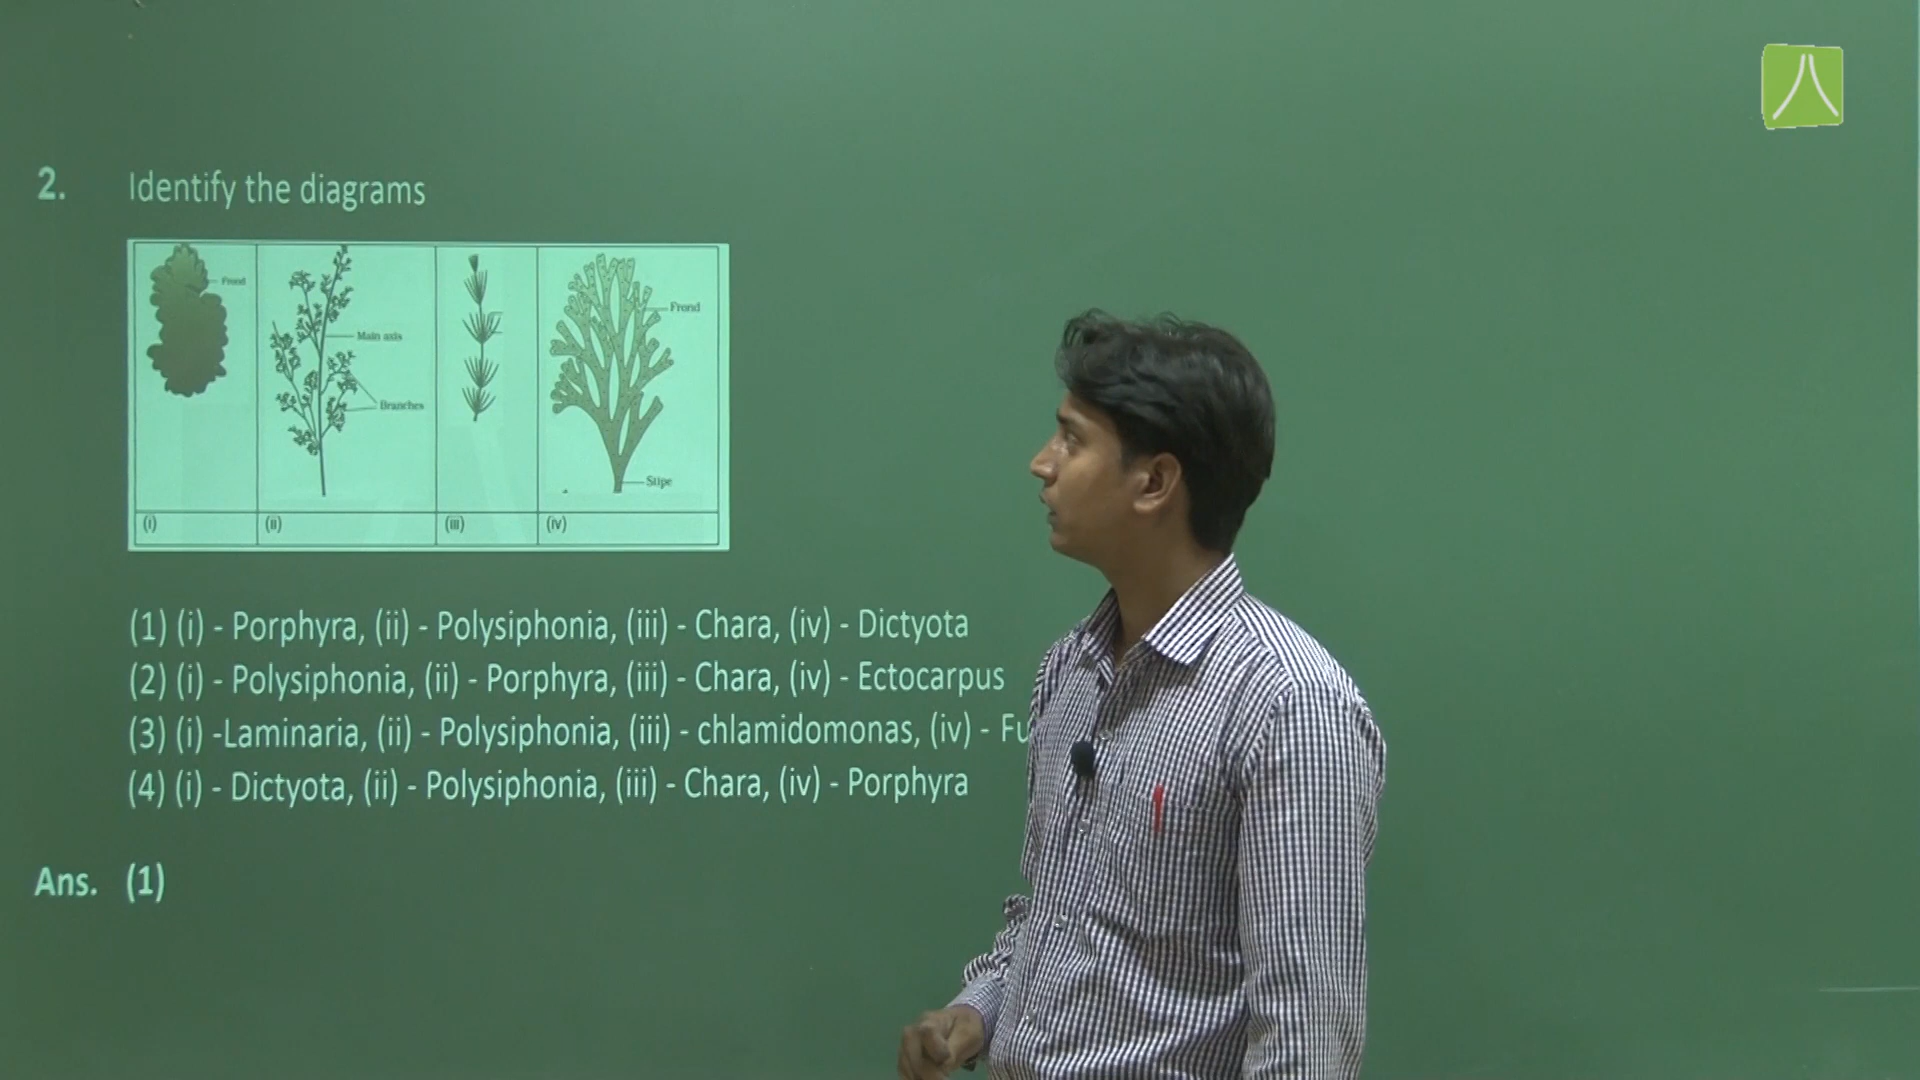 2. Identify the diagrams
Frond
Main axis
Branches
Frond
Stipe
(i) (ii) (iii) (iv)
(1) (i) - Porphyra, (ii) - Polysiphonia, (iii) - Chara, (iv) - Dictyota
(2) (i) - Polysiphonia, (ii) - Porphyra, (iii) - Chara, (iv) - Ectocarpus
(3) (i) -Laminaria, (ii) - Polysiphonia, (iii) - chlamidomonas, (iv) - Fu
(4) (i) - Dictyota, (ii) - Polysiphonia, (iii) - Chara, (iv) - Porphyra
Ans. (1)